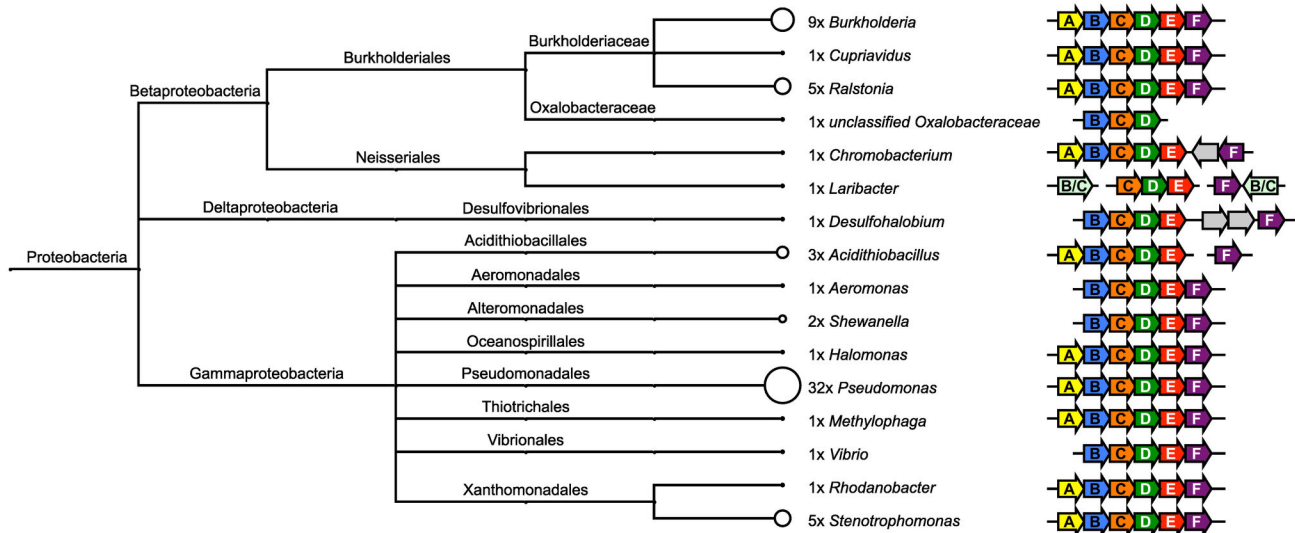 9x Burkholderia A B C D E F
Burkholderiaceae
1x Cupriavidus A B C D E F
Burkholderiales
5x Ralstonia A B C D E F
Betaproteobacteria
Oxalobacteraceae
1x unclassified Oxalobacteraceae B C D
1x Chromobacterium A B C D E F
Neisseriales
1x Laribacter B/C C D E F B/C
Deltaproteobacteria Desulfovibrionales
1x Desulfohalobium B C D E F
Acidithiobacillales
3x Acidithiobacillus A B C D E F
Proteobacteria
Aeromonadales
1x Aeromonas B C D E F
Alteromonadales
2x Shewanella B C D E F
Oceanospirillales
1x Halomonas A B C D E F
Gammaproteobacteria Pseudomonadales
32x Pseudomonas A B C D E F
Thiotrichales
1x Methylophaga A B C D E F
Vibrionales
1x Vibrio B C D E F
1x Rhodanobacter A B C D E F
Xanthomonadales
5x Stenotrophomonas A B C D E F